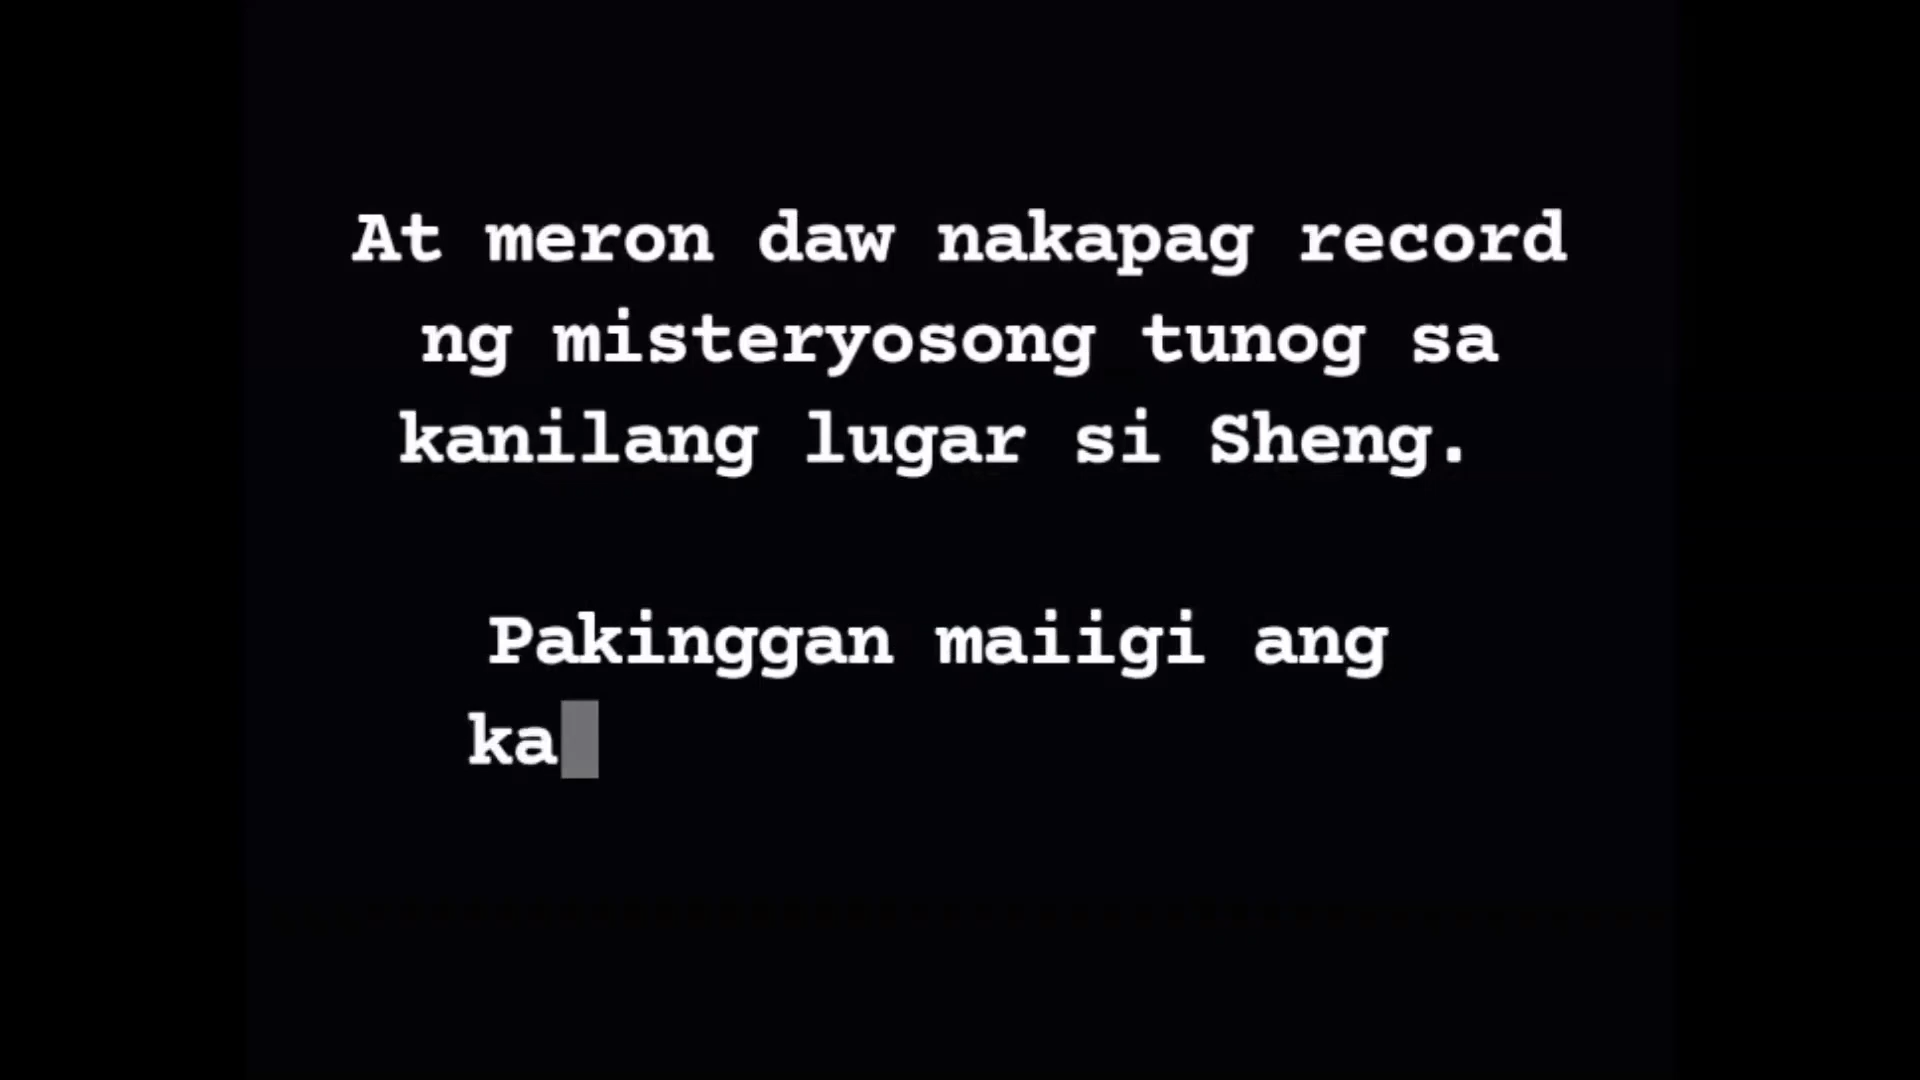 At meron daw nakapag record
ng misteryosong tunog sa
kanilang lugar si Sheng.
Pakinggan maiigi ang
ka